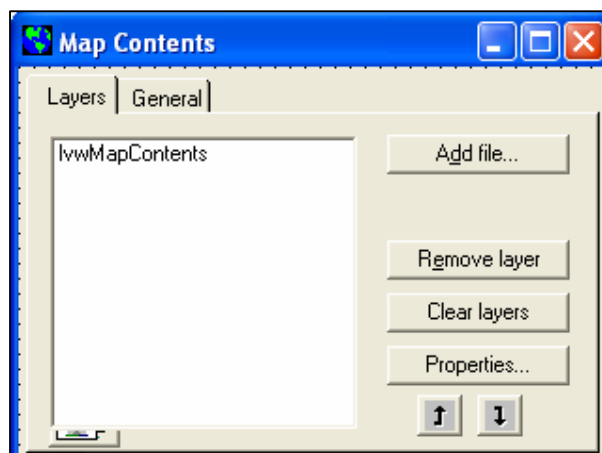 Map Contents
Layers General
lvwMapContents
Add file...
Remove layer
Clear layers
Properties...